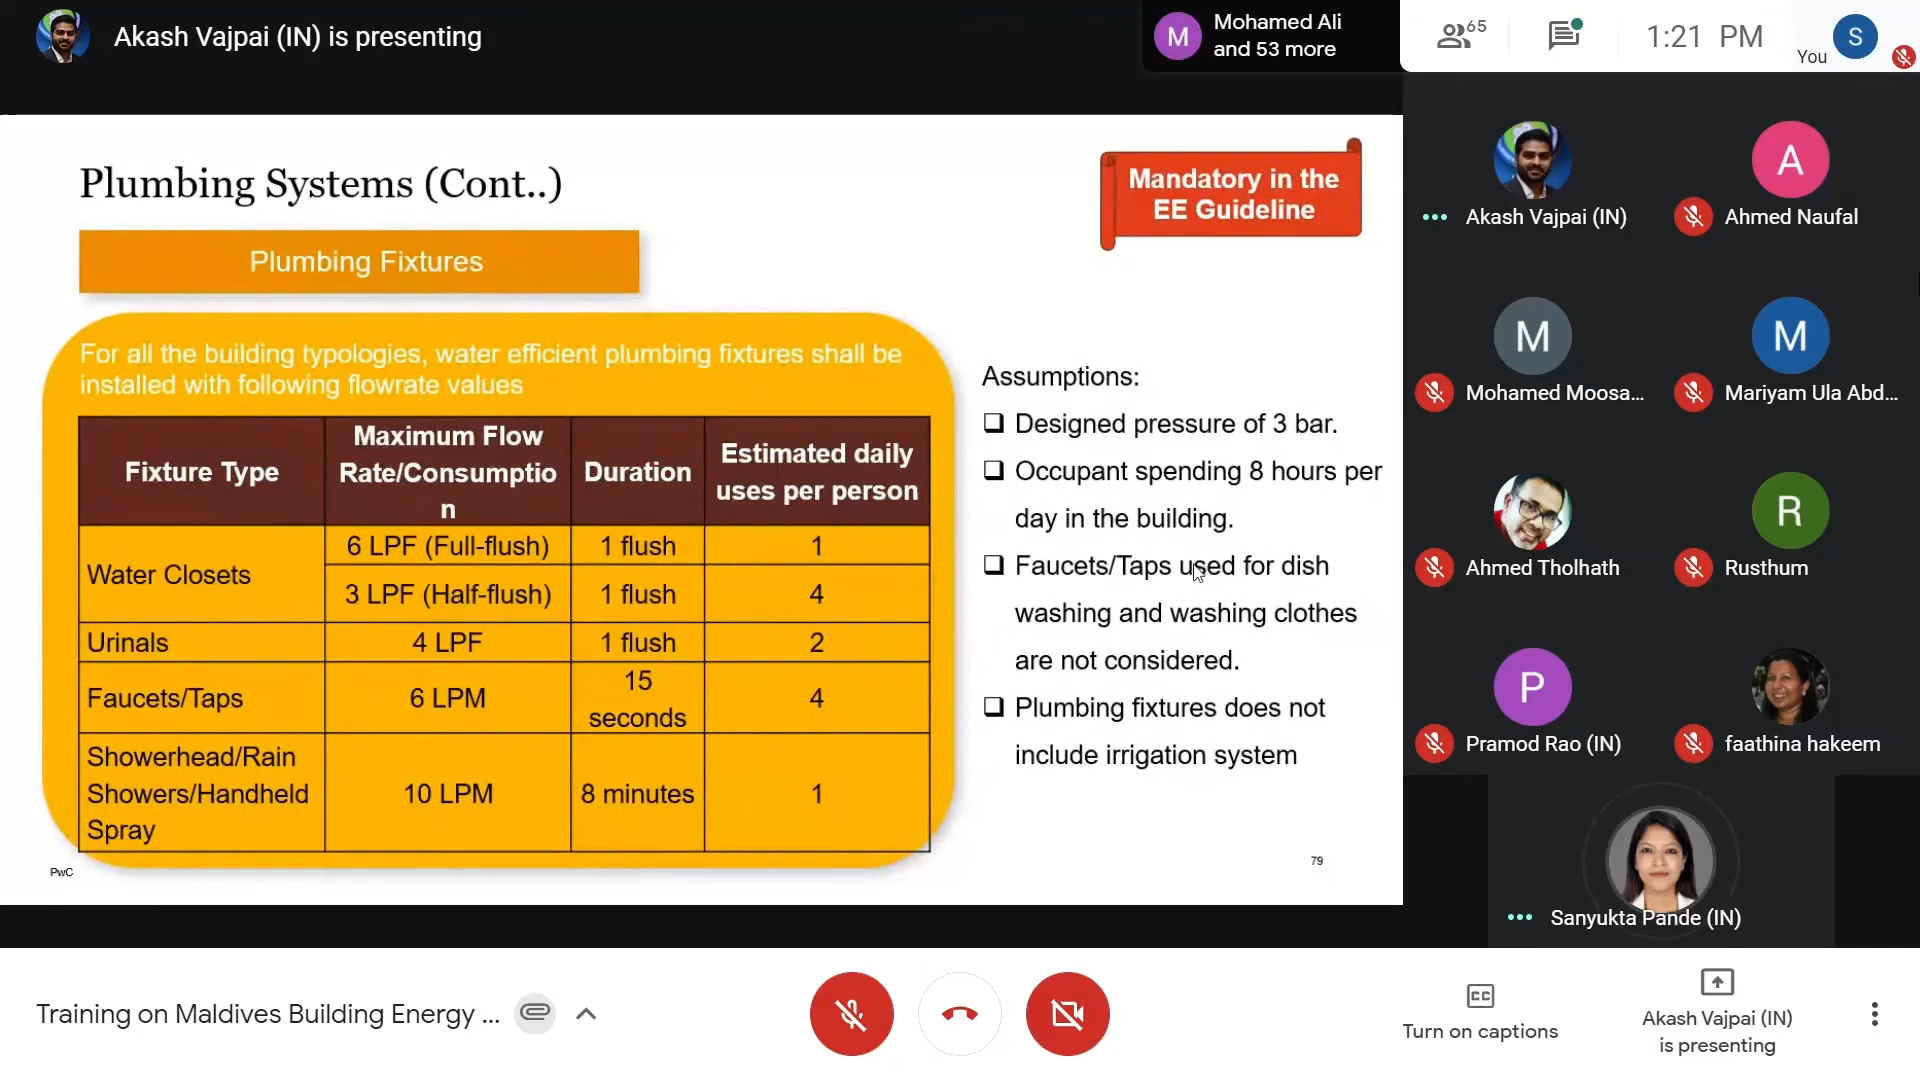 Akash Vajpai (IN) is presenting
M
Mohamed Ali
and 53 more
65
1:21 PM
You
S
Plumbing Systems (Cont..)
Mandatory in the
EE Guideline
Plumbing Fixtures
For all the building typologies, water efficient plumbing fixtures shall be
installed with following flowrate values
Fixture Type
Maximum Flow
Rate/Consumptio
n
Duration
Estimated daily
uses per person
Water Closets
6 LPF (Full-flush)
1 flush
1
3 LPF (Half-flush)
1 flush
4
Urinals
4 LPF
1 flush
2
Faucets/Taps
6 LPM
15
seconds
4
Showerhead/Rain
Showers/Handheld
Spray
10 LPM
8 minutes
1
Assumptions:
Designed pressure of 3 bar.
Occupant spending 8 hours per
day in the building.
Faucets/Taps used for dish
washing and washing clothes
are not considered.
Plumbing fixtures does not
include irrigation system
PwC
79
Akash Vajpai (IN)
A
Ahmed Naufal
M
Mohamed Moosa...
M
Mariyam Ula Abd...
Ahmed Tholhath
R
Rusthum
P
Pramod Rao (IN)
faathina hakeem
Sanyukta Pande (IN)
Training on Maldives Building Energy ...
CC
Turn on captions
Akash Vajpai (IN)
is presenting